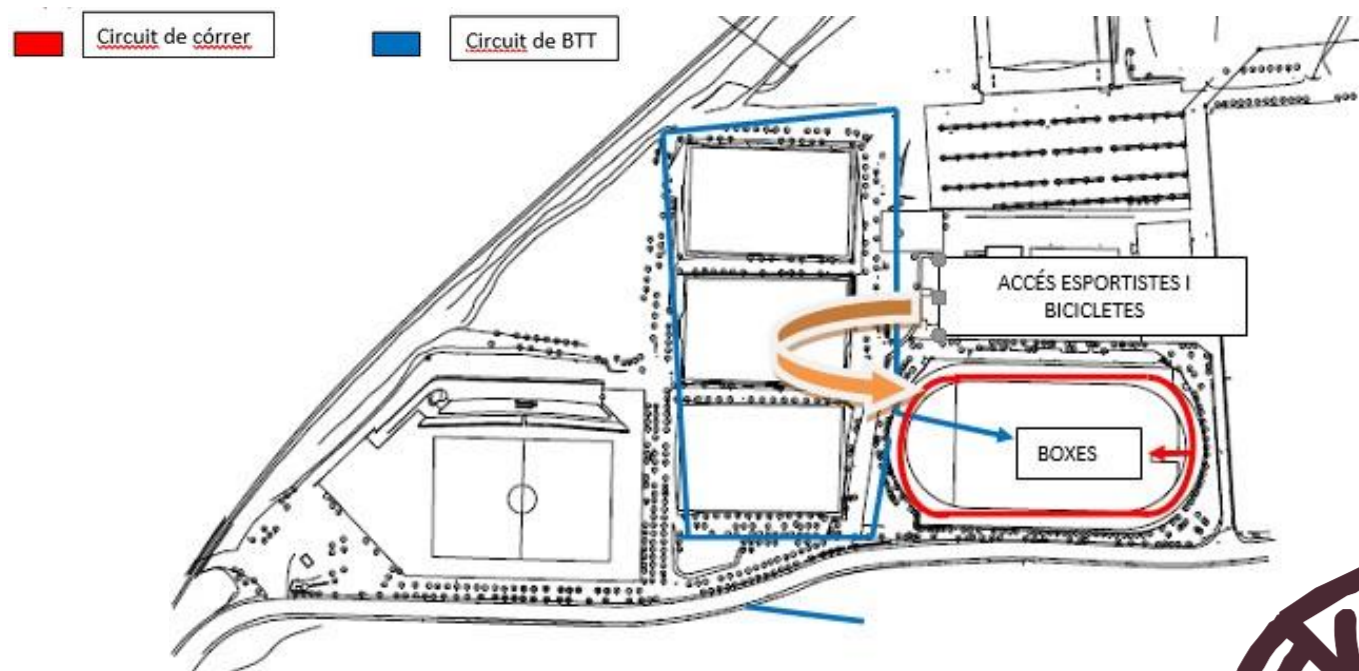 Circuit de córrer
Circuit de BTT
ACCÉS ESPORTISTES I
BICICLETES
BOXES